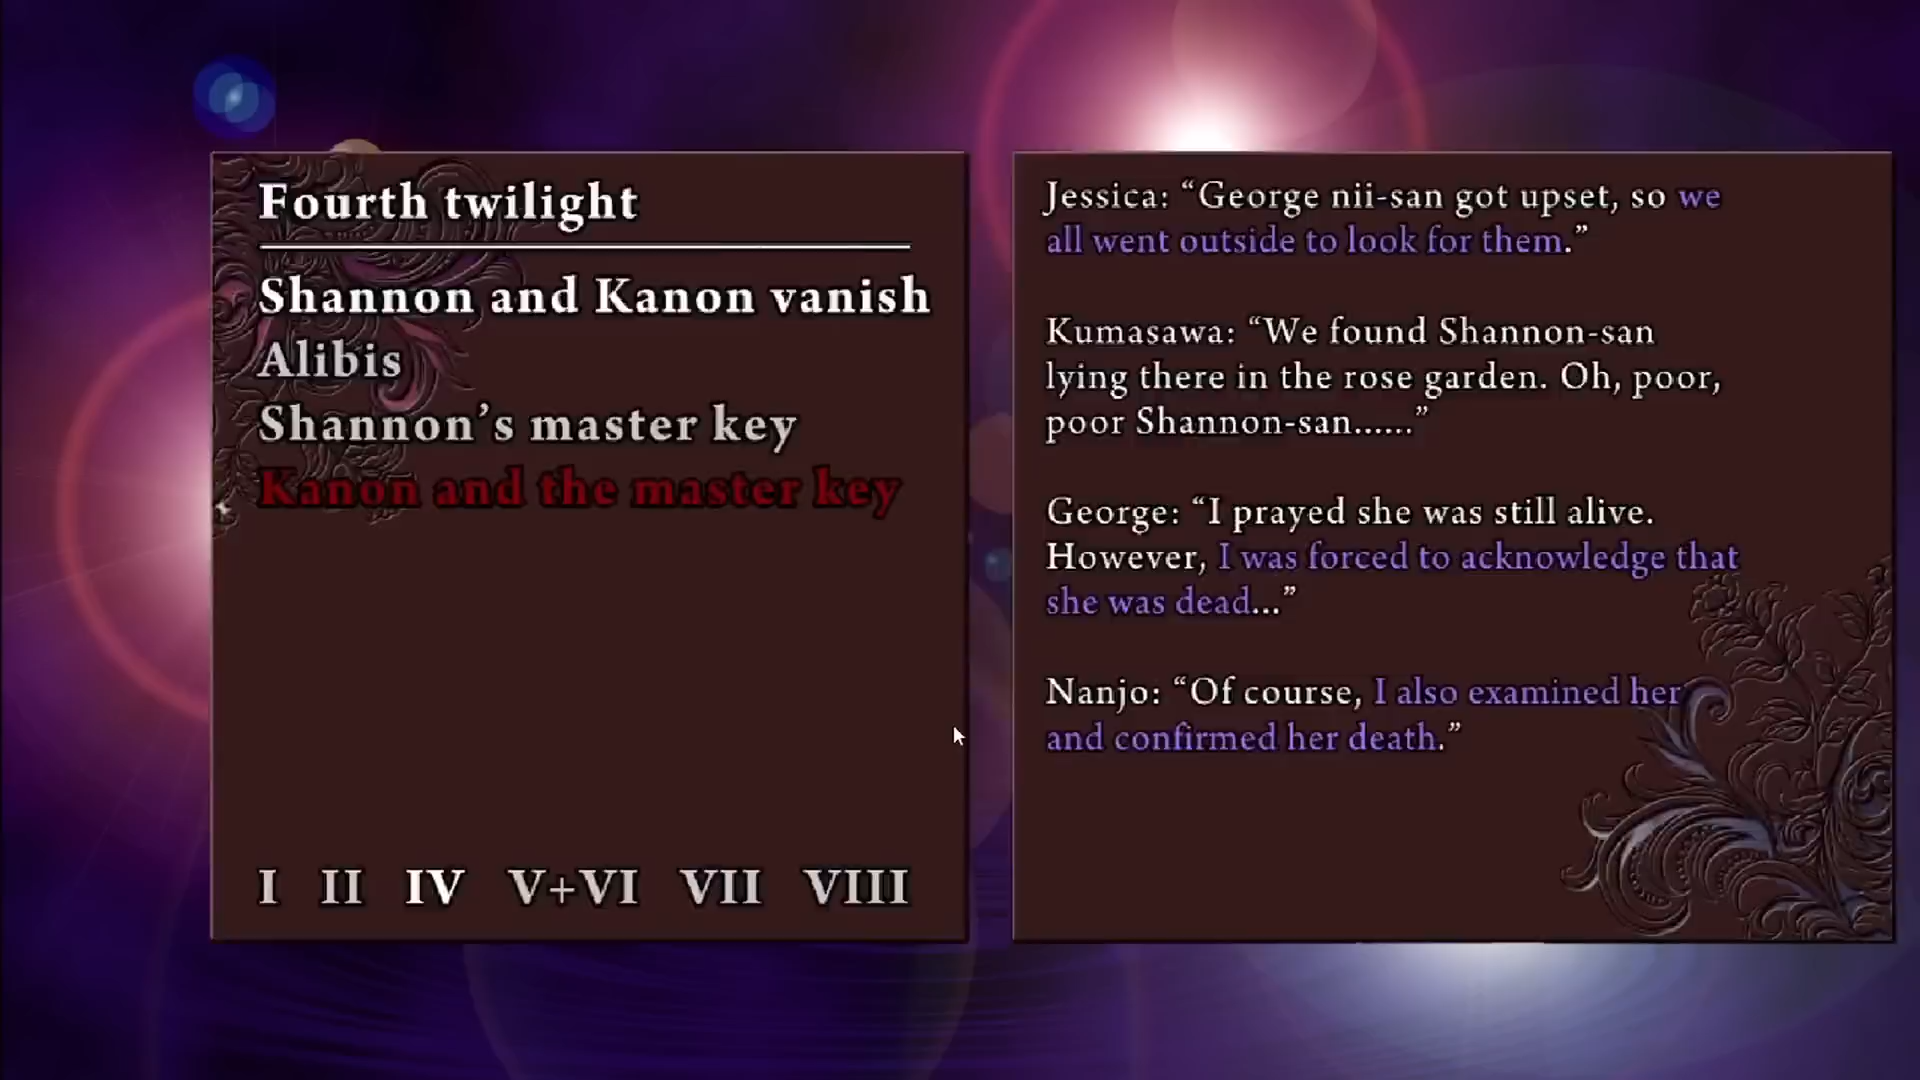 Fourth twilight
Shannon and Kanon vanish
Alibis
Shannon’s master key
Kanon and the master key
I II IV V+VI VII VIII
Jessica: “George nii-san got upset, so we
all went outside to look for them.”
Kumasawa: “We found Shannon-san
lying there in the rose garden. Oh, poor,
poor Shannon-san......”
George: “I prayed she was still alive.
However, I was forced to acknowledge that
she was dead...”
Nanjo: “Of course, I also examined her
and confirmed her death.”